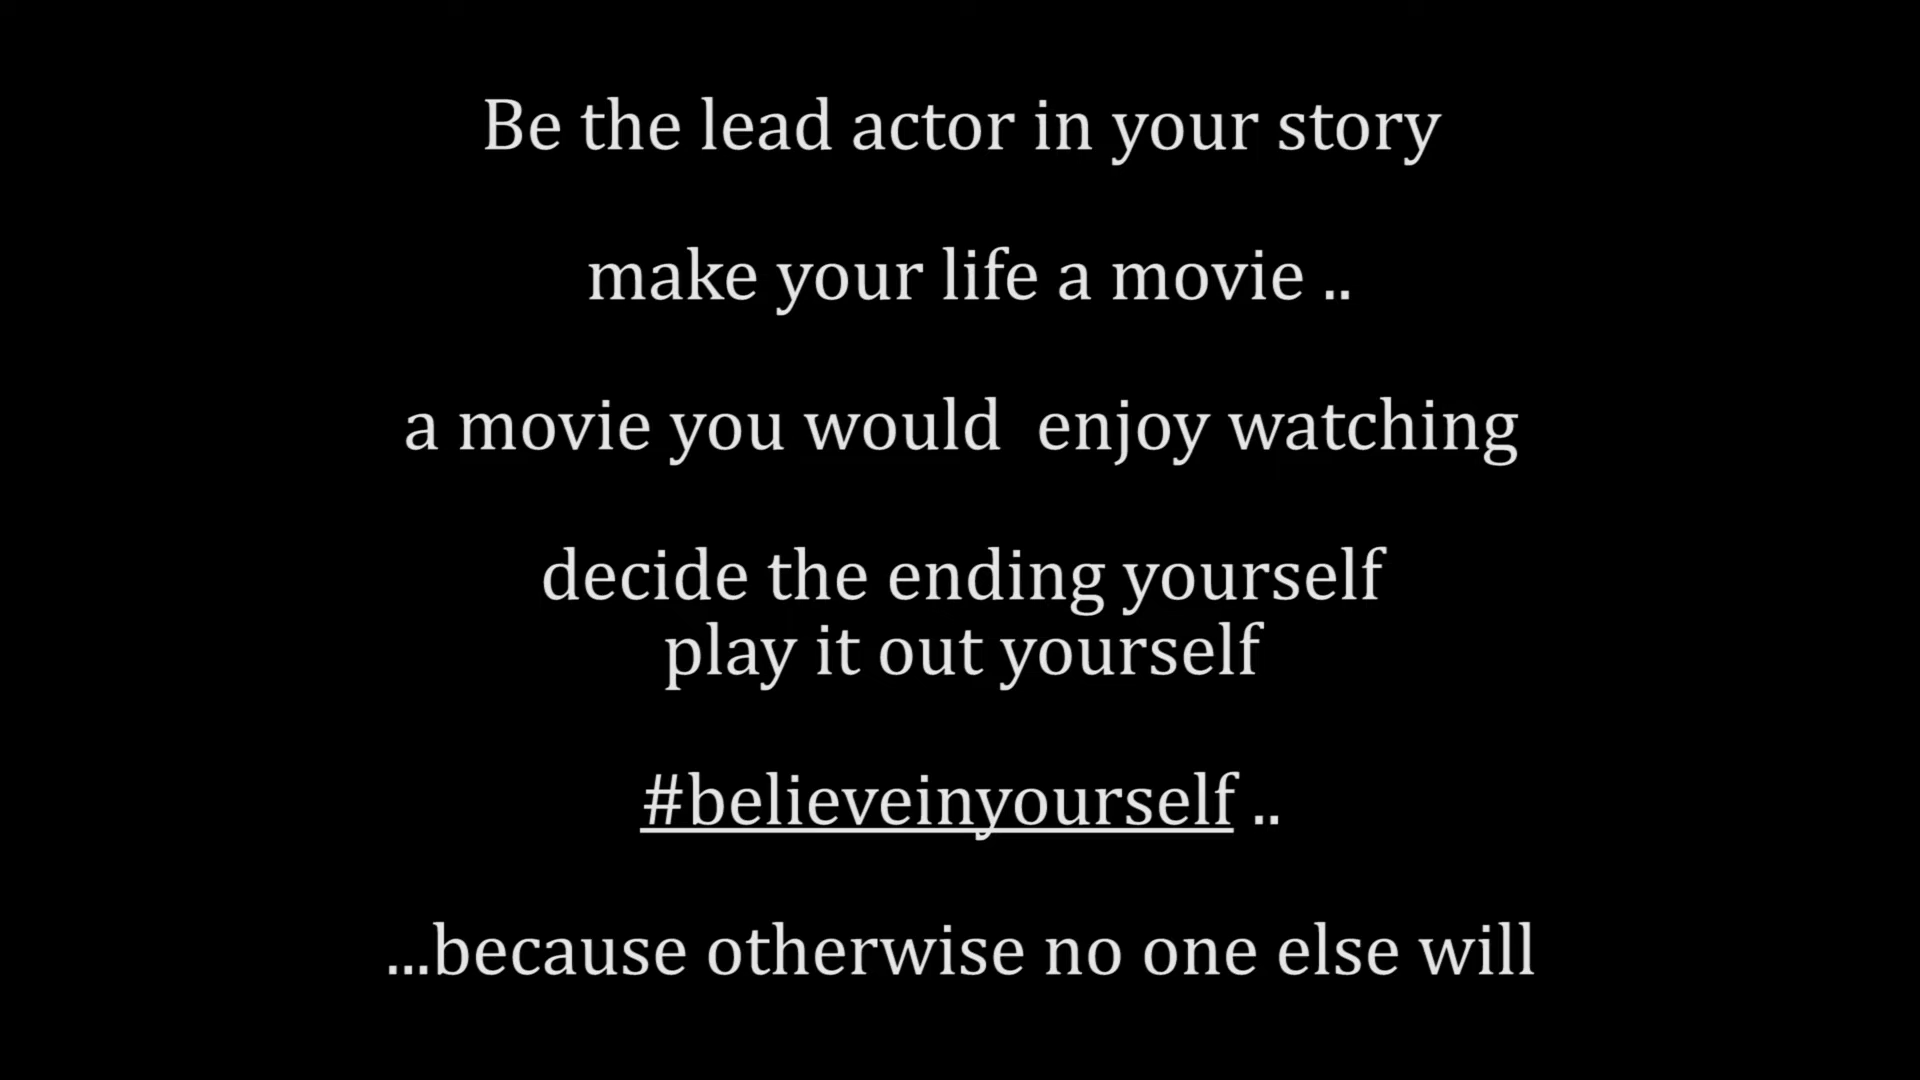 Be the lead actor in your story
make your life a movie ..
a movie you would  enjoy watching
decide the ending yourself
play it out yourself
#believeinyourself ..
...because otherwise no one else will